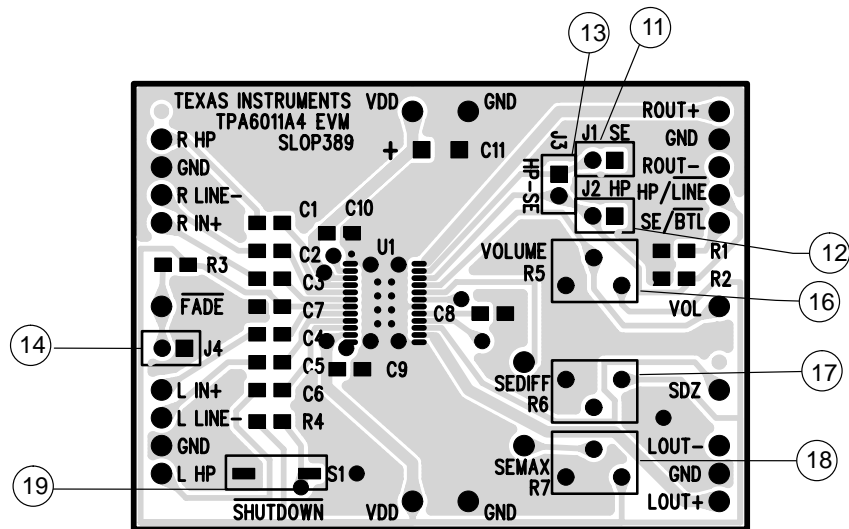 13
11
TEXAS INSTRUMENTS
TPA6011A4 EVM
SLOP389
VDD
GND
+
C11
R HP
GND
R LINE-
R IN+
J3
HP-SE
J1 SE
J2 HP
ROUT+
GND
ROUT-
HP/LINE
SE/BTL
12
C1
C10
C2
U1
C3
R3
C7
FADE
C8
VOLUME
R5
R1
R2
16
VOL
14
J4
C4
C5
C9
C6
R4
L IN+
L LINE-
GND
L HP
SEDIFF
R6
17
SDZ
SEMAX
R7
18
LOUT-
GND
LOUT+
19
S1
SHUTDOWN
VDD
GND